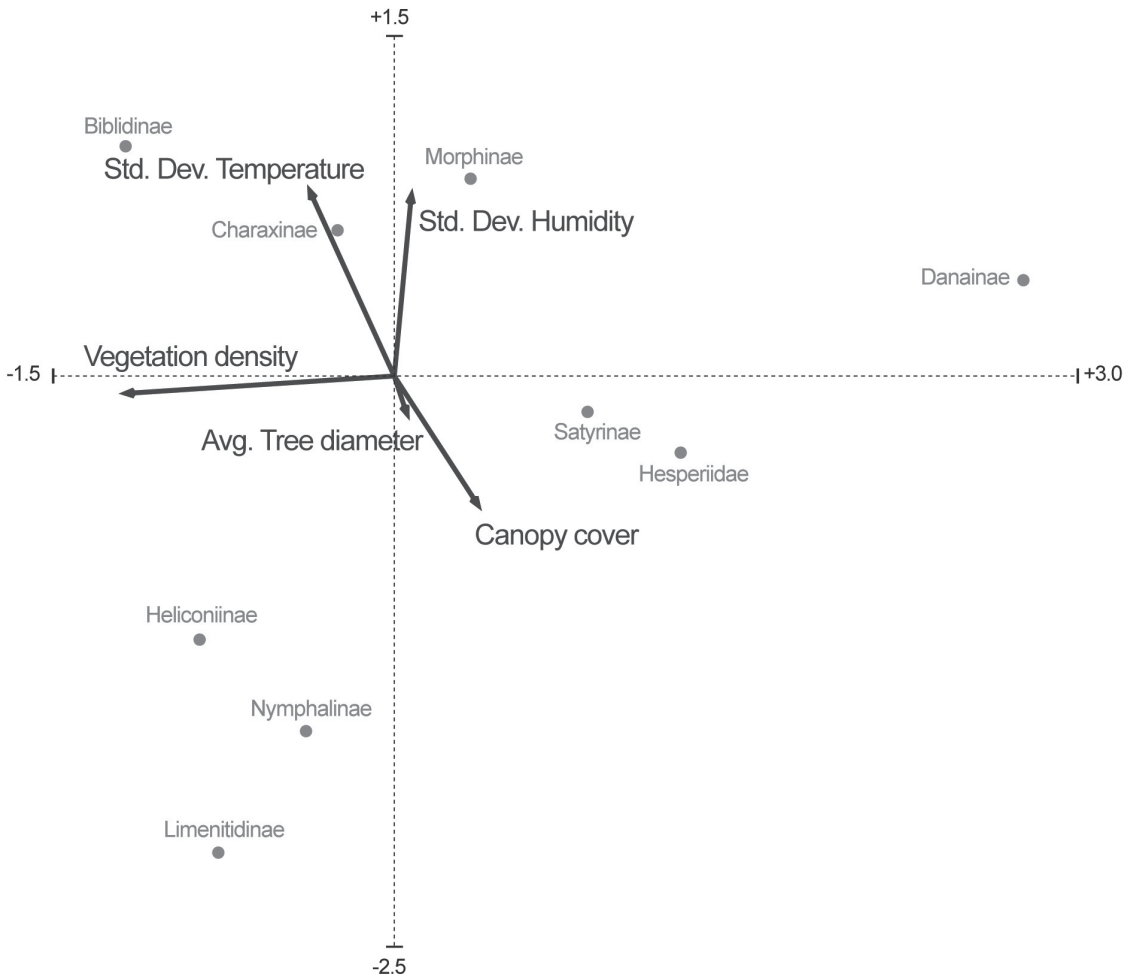 +1.5
Biblidinae
Std. Dev. Temperature
Morphinae
Charaxinae
Std. Dev. Humidity
Danainae
Vegetation density
-1.5
+3.0
Avg. Tree diameter
Satyrinae
Hesperiidae
Canopy cover
Heliconiinae
Nymphalinae
Limenitidinae
-2.5